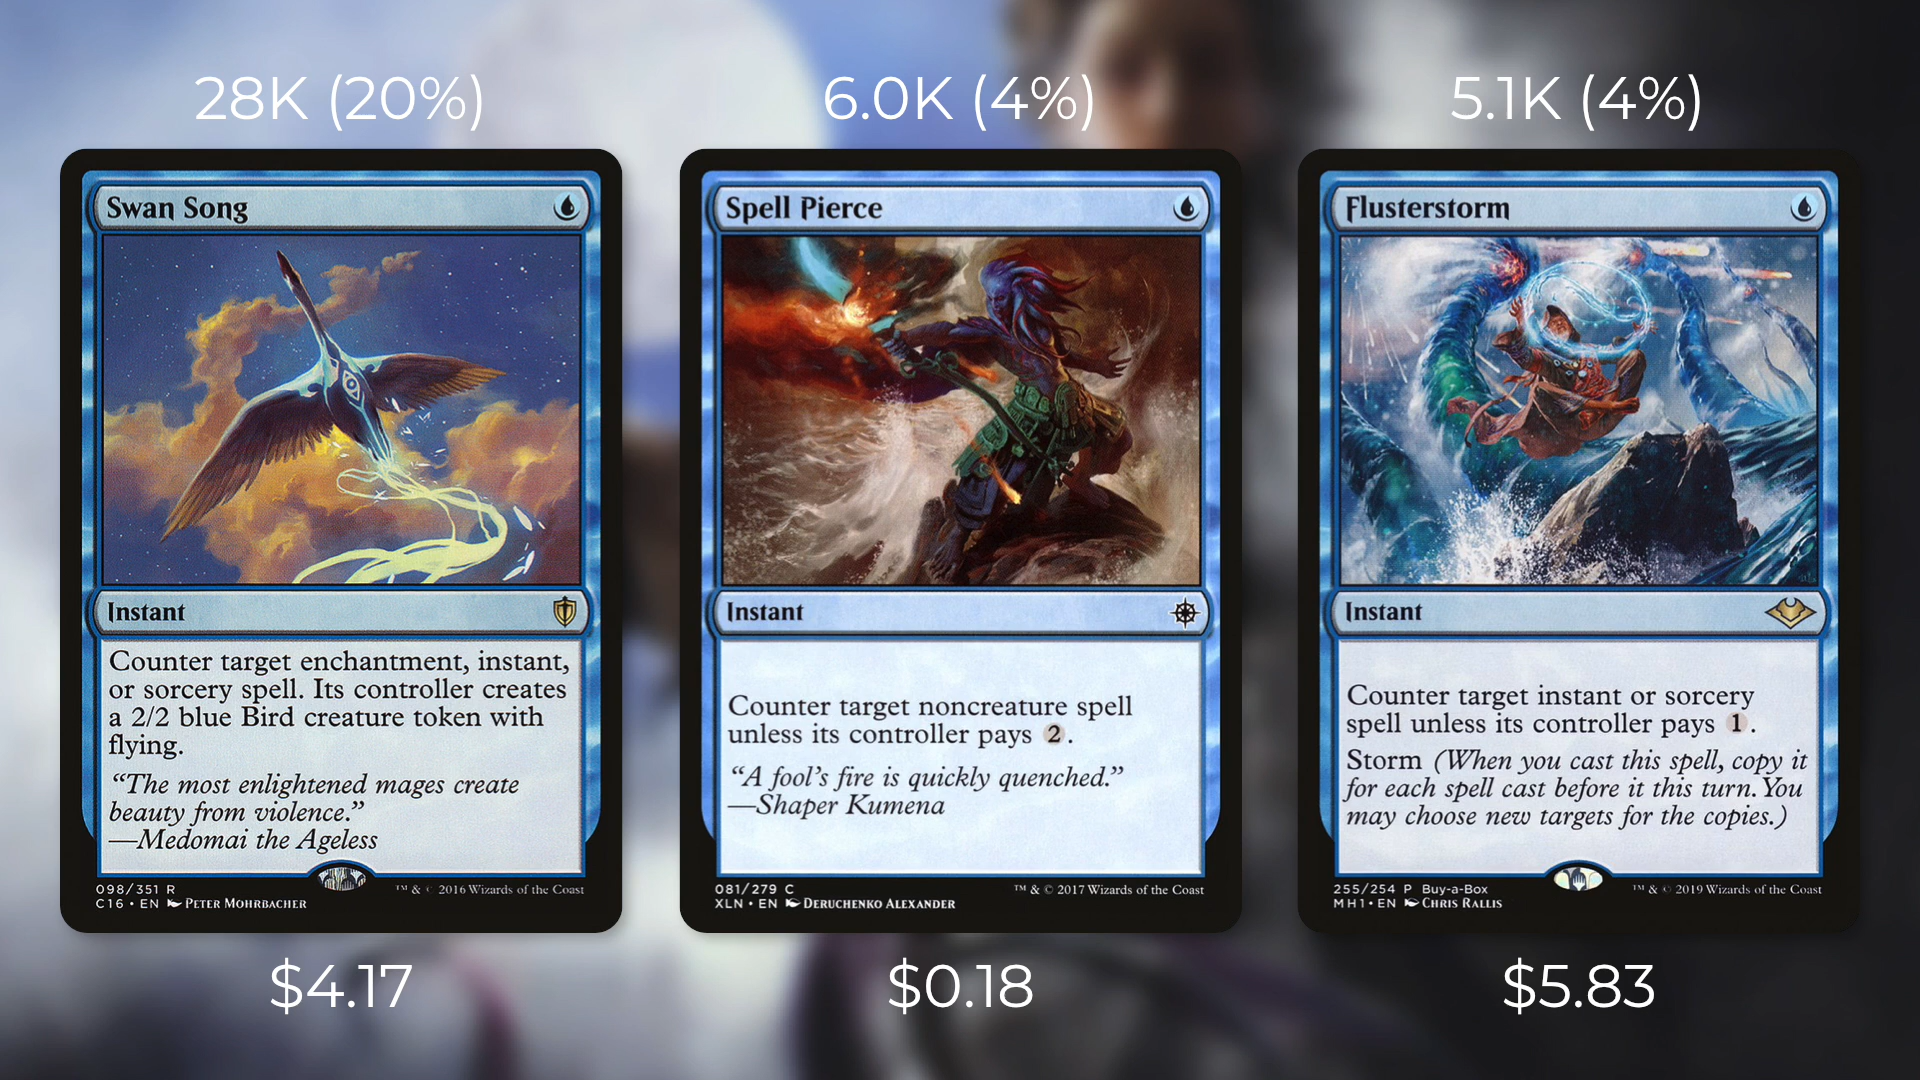 28K (20%)
6.0K (4%)
5.1K (4%)
Swan Song
Instant
Counter target enchantment, instant,
or sorcery spell. Its controller creates
a 2/2 blue Bird creature token with
flying.
“The most enlightened mages create
beauty from violence.”
—Medomai the Ageless
098/351 R
C16 • EN PETER MOHRBACHER
™ & © 2016 Wizards of the Coast
Spell Pierce
Instant
Counter target noncreature spell
unless its controller pays 2.
“A fool’s fire is quickly quenched.”
—Shaper Kumena
081/279 C
XLN • EN DERUCHENKO ALEXANDER
™ & © 2017 Wizards of the Coast
Flusterstorm
Instant
Counter target instant or sorcery
spell unless its controller pays 1.
Storm (When you cast this spell, copy it
for each spell cast before it this turn. You
may choose new targets for the copies.)
255/254 P Buy-a-Box
MH1 • EN CHRIS RALLIS
™ & © 2019 Wizards of the Coast
$4.17
$0.18
$5.83